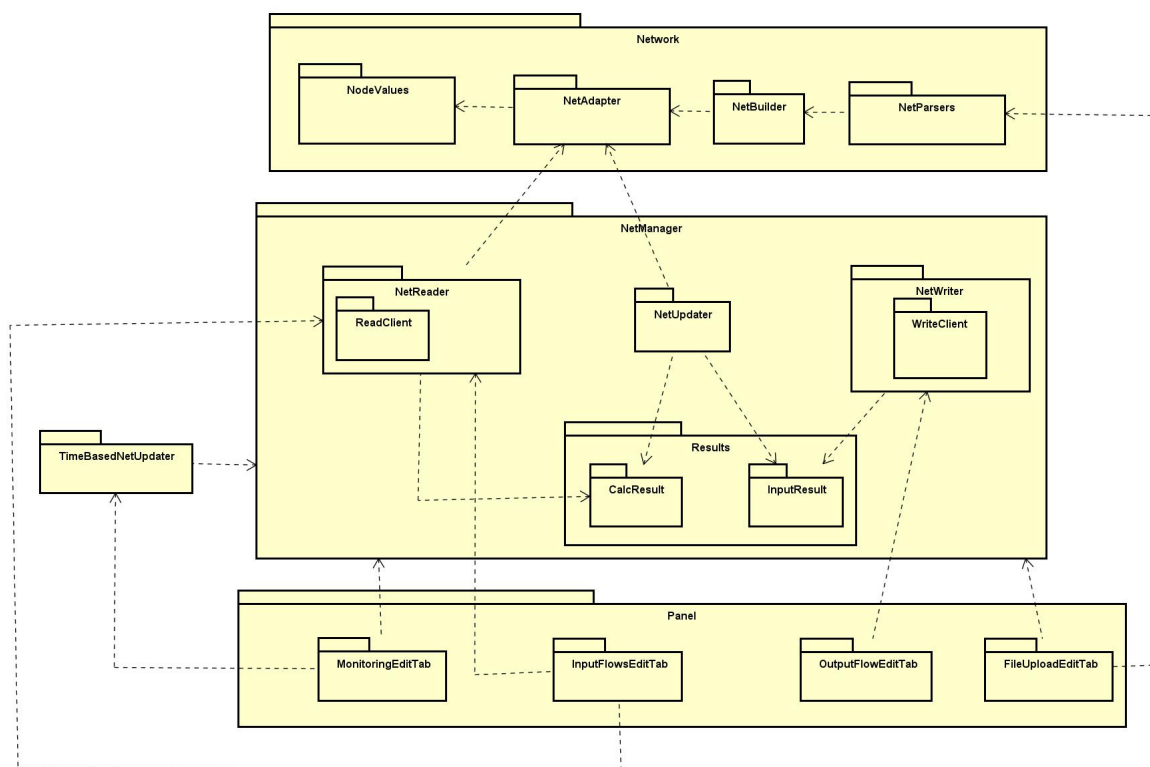 Network
NodeValues
NetAdapter
NetBuilder
NetParsers
NetManager
NetReader
ReadClient
NetUpdater
NetWriter
WriteClient
TimeBasedNetUpdater
Results
CalcResult
InputResult
Panel
MonitoringEditTab
InputFlowsEditTab
OutputFlowEditTab
FileUploadEditTab